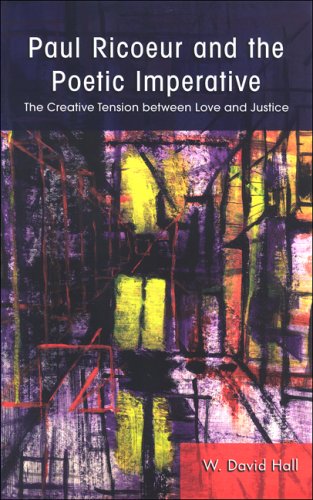 Paul Ricoeur and the
Poetic Imperative
The Creative Tension between Love and Justice
W. David Hall